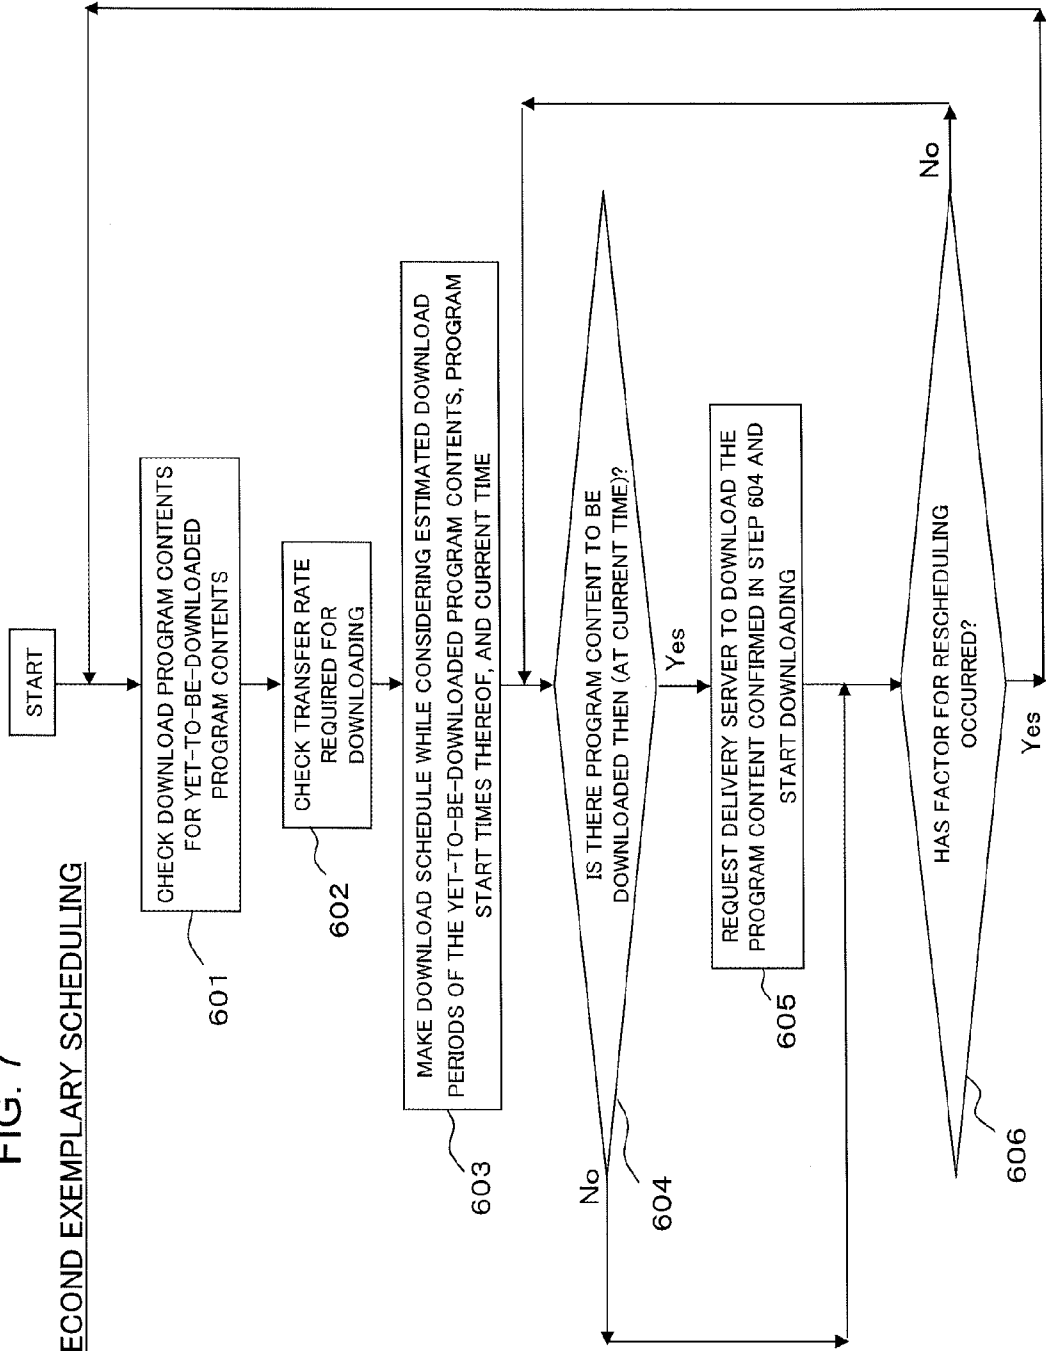 FIG. 7
ECOND EXEMPLARY SCHEDULING
START
CHECK DOWNLOAD PROGRAM CONTENTS
FOR YET-TO-BE-DOWNLOADED
PROGRAM CONTENTS
601
CHECK TRANSFER RATE
REQUIRED FOR
DOWNLOADING
602
MAKE DOWNLOAD SCHEDULE WHILE CONSIDERING ESTIMATED DOWNLOAD
PERIODS OF THE YET-TO-BE-DOWNLOADED PROGRAM CONTENTS, PROGRAM
START TIMES THEREOF, AND CURRENT TIME
603
IS THERE PROGRAM CONTENT TO BE
DOWNLOADED THEN (AT CURRENT TIME)?
No
604
Yes
REQUEST DELIVERY SERVER TO DOWNLOAD THE
PROGRAM CONTENT CONFIRMED IN STEP 604 AND
START DOWNLOADING
605
HAS FACTOR FOR RESCHEDULING
OCCURRED?
No
606
Yes